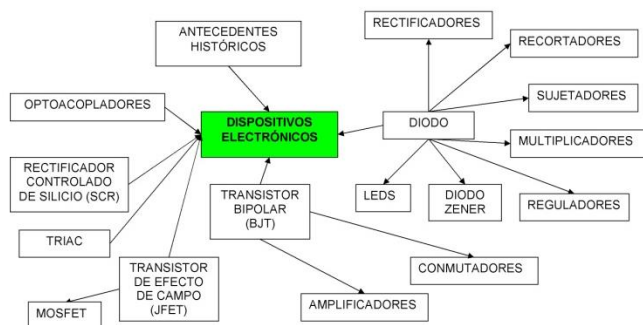 ANTECEDENTES
HISTÓRICOS
RECTIFICADORES
RECORTADORES
OPTOACOPLADORES
DISPOSITIVOS
ELECTRÓNICOS
DIODO
SUJETADORES
MULTIPLICADORES
RECTIFICADOR
CONTROLADO
DE SILICIO (SCR)
TRANSISTOR
BIPOLAR
(BJT)
LEDS
DIODO
ZENER
REGULADORES
TRIAC
TRANSISTOR
DE EFECTO
DE CAMPO
(JFET)
CONMUTADORES
MOSFET
AMPLIFICADORES